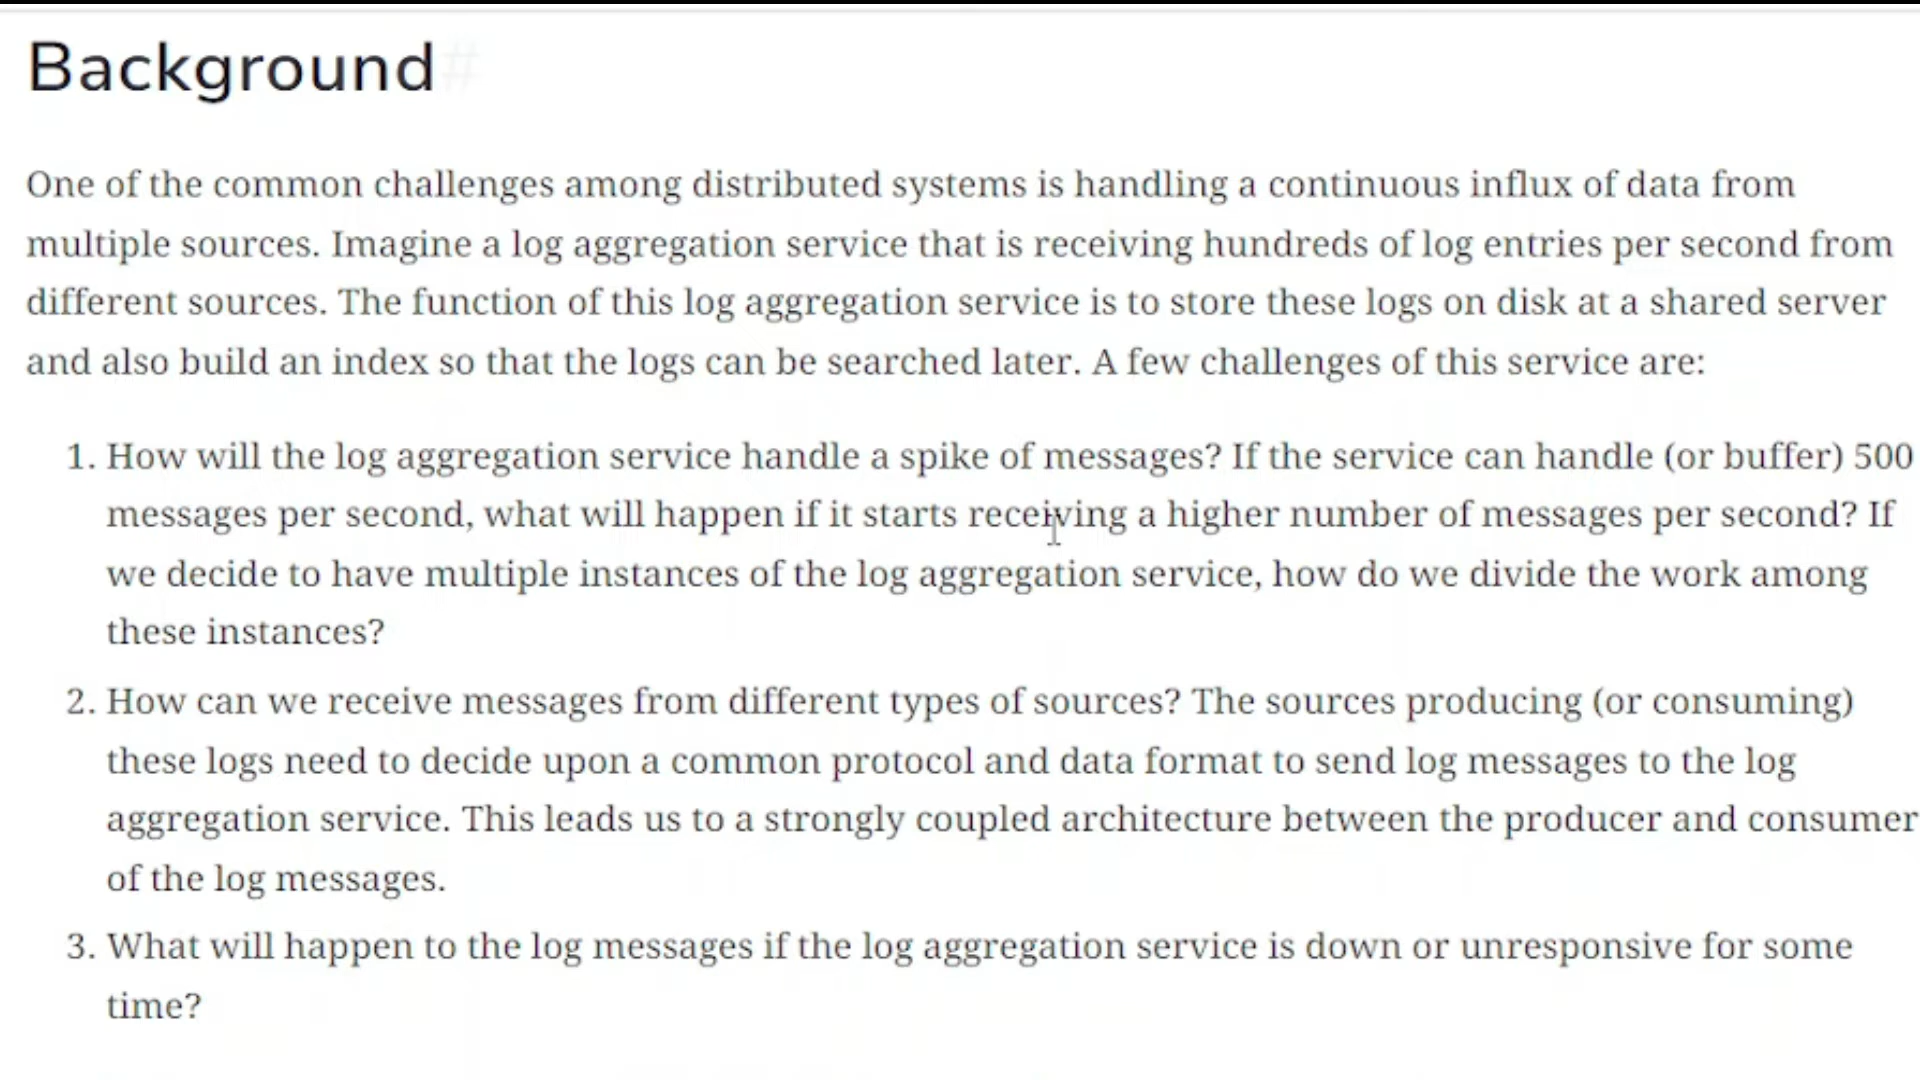 Background#
One of the common challenges among distributed systems is handling a continuous influx of data from
multiple sources. Imagine a log aggregation service that is receiving hundreds of log entries per second from
different sources. The function of this log aggregation service is to store these logs on disk at a shared server
and also build an index so that the logs can be searched later. A few challenges of this service are:
1. How will the log aggregation service handle a spike of messages? If the service can handle (or buffer) 500
messages per second, what will happen if it starts receiving a higher number of messages per second? If
we decide to have multiple instances of the log aggregation service, how do we divide the work among
these instances?
2. How can we receive messages from different types of sources? The sources producing (or consuming)
these logs need to decide upon a common protocol and data format to send log messages to the log
aggregation service. This leads us to a strongly coupled architecture between the producer and consumer
of the log messages.
3. What will happen to the log messages if the log aggregation service is down or unresponsive for some
time?